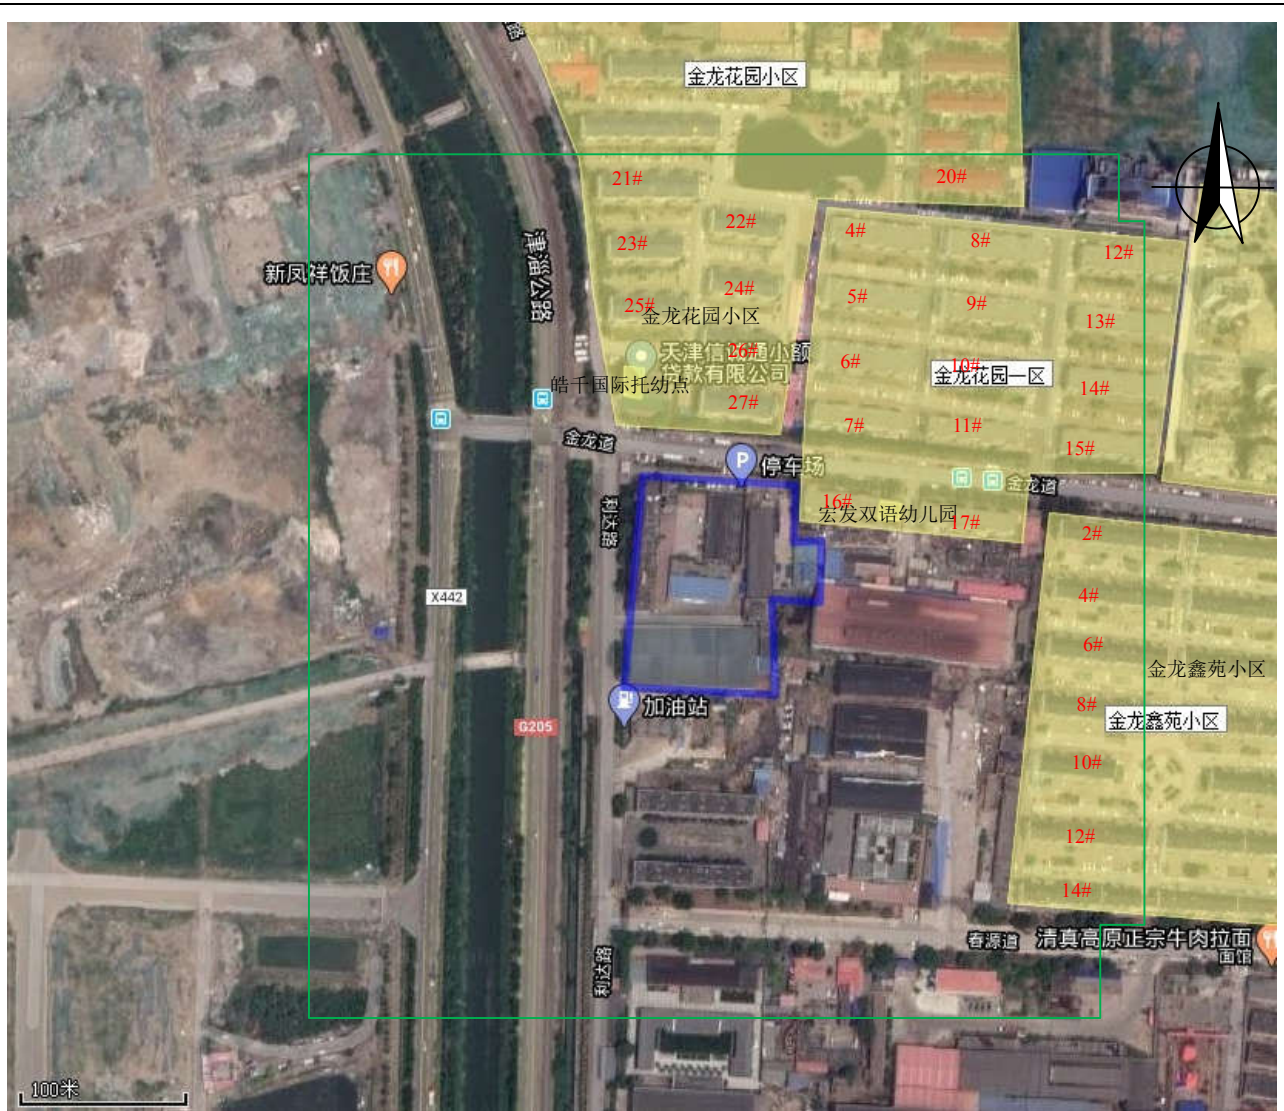 路
金龙花园小区
21#
20#
22#
4#
8#
23#
12#
津淄公路
新凤祥饭庄
24#
5#
9#
25#
金龙花园小区
13#
天津信诚通小额
贷款有限公司
26#
6#
10#
金龙花园一区
皓千国际托幼点
14#
27#
7#
11#
金龙道
15#
停车场
金龙道
16#
宏发双语幼儿园
17#
利达路
2#
X442
4#
6#
金龙鑫苑小区
加油站
8#
金龙鑫苑小区
G205
10#
12#
14#
春源道
清真高原正宗牛肉拉面
面馆
利达路
100米